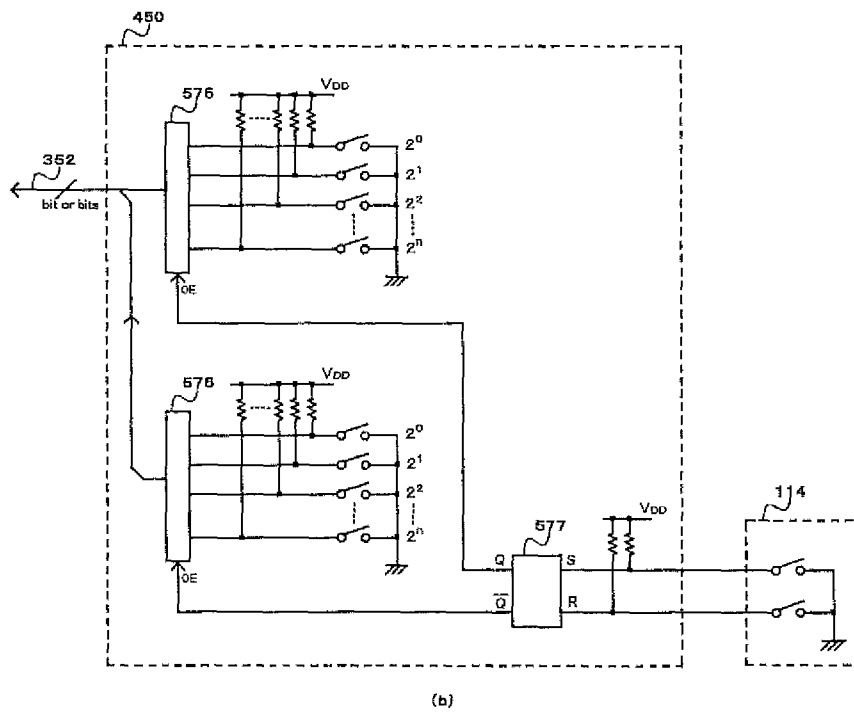 450
576
VDD
2⁰
2¹
352
bit or bits
2²
2ⁿ
OE
576
VDD
2⁰
2¹
2²
2ⁿ
OE
577
VDD
114
Q
S
Q̅
R
(b)